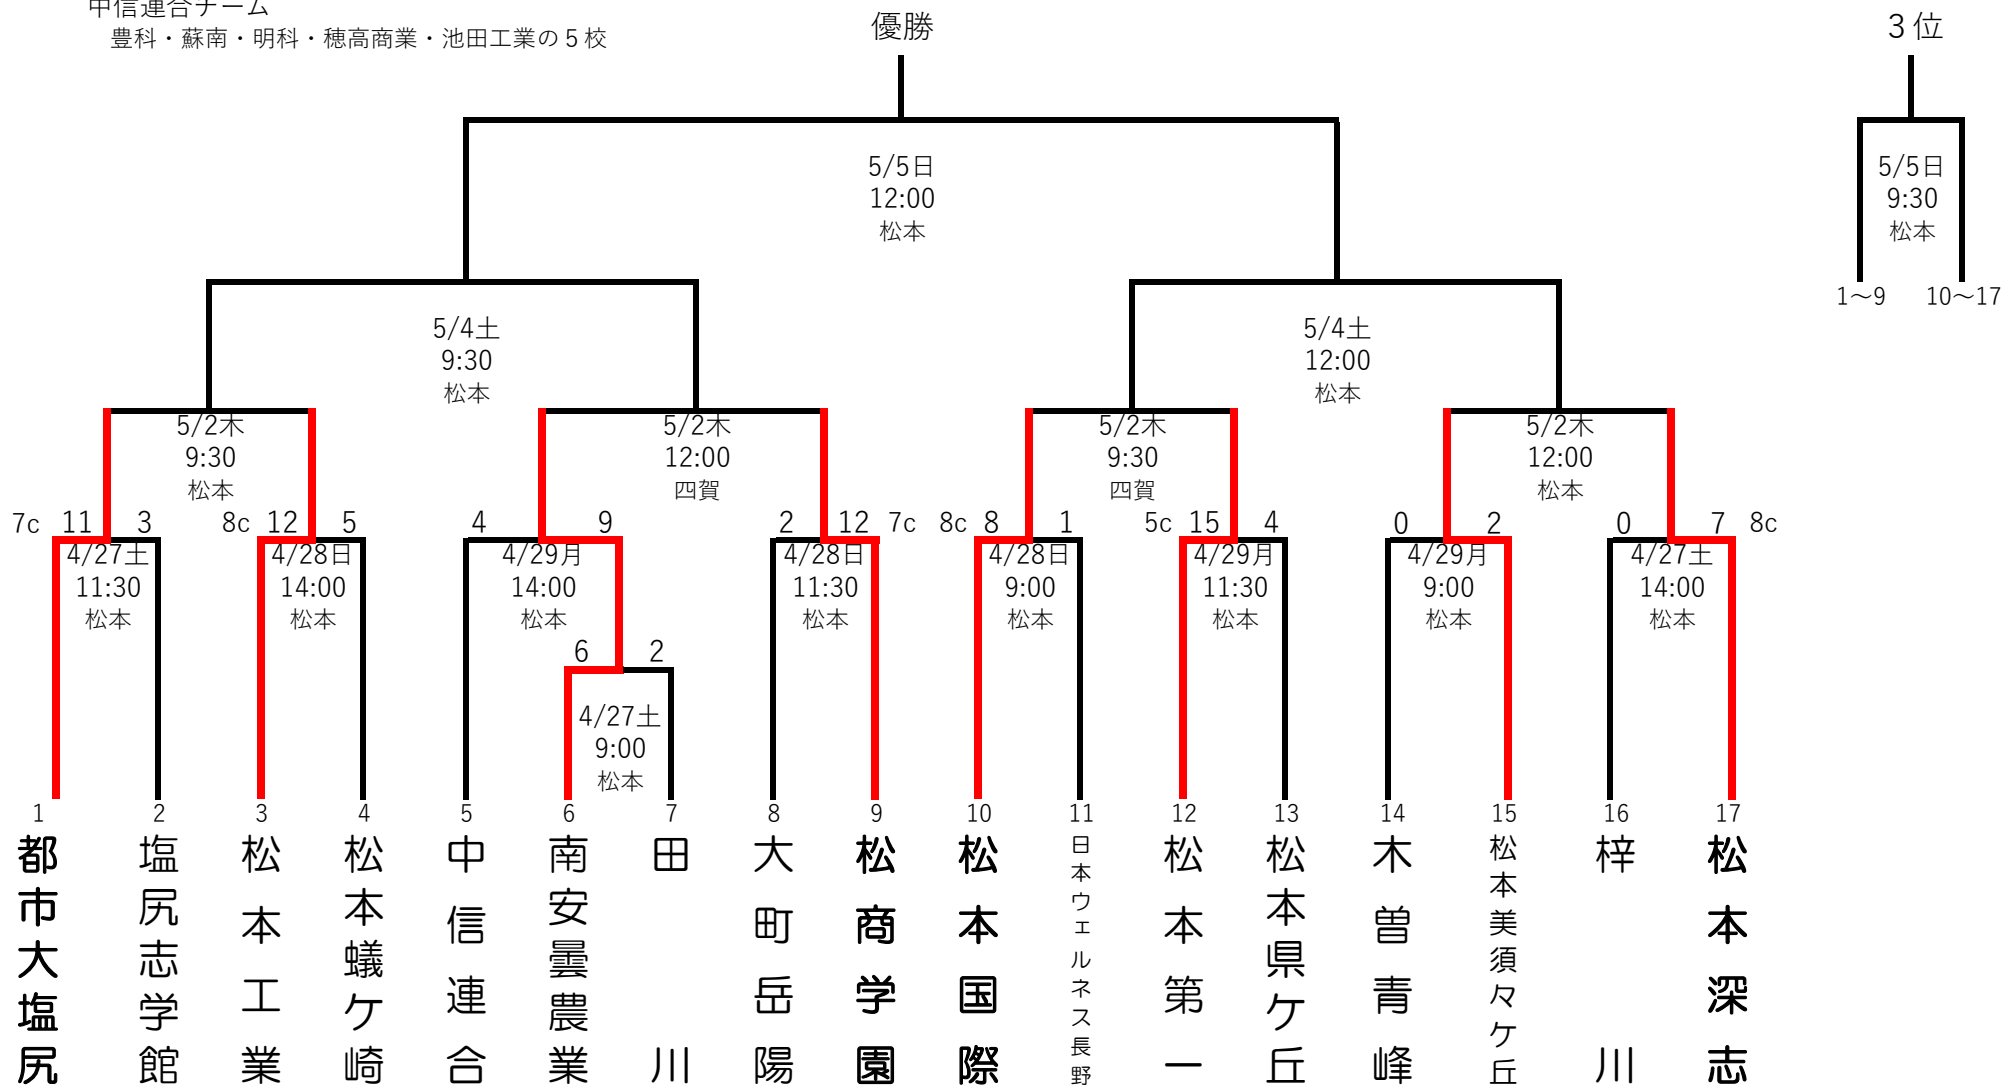 中信連合チーム
豊科・蘇南・明科・穂高商業・池田工業の５校
優勝
３位
5/5日
12:00
松本
5/5日
9:30
松本
1～9
10～17
5/4土
9:30
松本
5/4土
12:00
松本
5/2木
9:30
松本
5/2木
12:00
四賀
5/2木
9:30
四賀
5/2木
12:00
松本
7c 11 3
8c 12 5
4 9
2 12 7c
8c 8 1
5c 15 4
0 2
0 7 8c
4/27土
11:30
松本
4/28日
14:00
松本
4/29月
14:00
松本
4/28日
11:30
松本
4/28日
9:00
松本
4/29月
11:30
松本
4/29月
9:00
松本
4/27土
14:00
松本
6 2
4/27土
9:00
松本
1
都市大塩尻
2
塩尻志学館
3
松本工業
4
松本蟻ケ崎
5
中信連合
6
南安曇農業
7
田川
8
大町岳陽
9
松商学園
10
松本国際
11
日本ウェルネス長野
12
松本第一
13
松本県ケ丘
14
木曽青峰
15
松本美須々ケ丘
16
梓川
17
松本深志